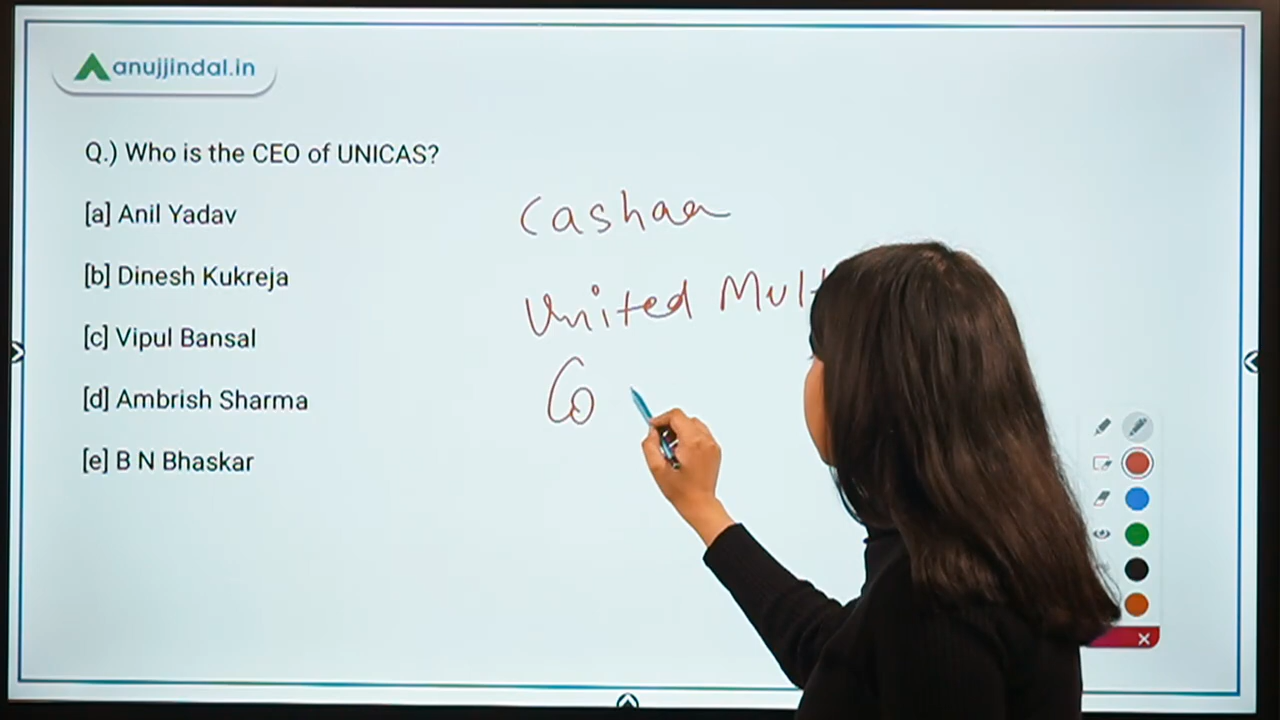 anujjindal.in
Q.) Who is the CEO of UNICAS?
[a] Anil Yadav
[b] Dinesh Kukreja
[c] Vipul Bansal
[d] Ambrish Sharma
[e] B N Bhaskar
Cashaa
United Mult
Co